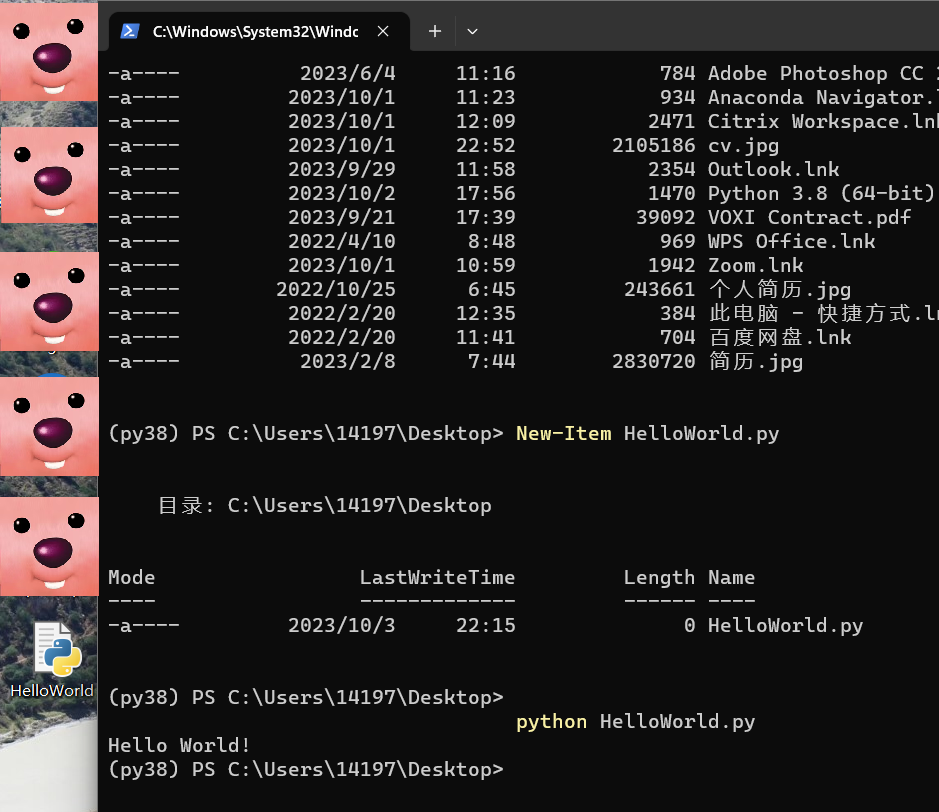 C:\Windows\System32\Windc
-a---- 2023/6/4 11:16 784 Adobe Photoshop CC
-a---- 2023/10/1 11:23 934 Anaconda Navigator.l
-a---- 2023/10/1 12:09 2471 Citrix Workspace.lnk
-a---- 2023/10/1 22:52 2105186 cv.jpg
-a---- 2023/9/29 11:58 2354 Outlook.lnk
-a---- 2023/10/2 17:56 1470 Python 3.8 (64-bit)
-a---- 2023/9/21 17:39 39092 VOXI Contract.pdf
-a---- 2022/4/10 8:48 969 WPS Office.lnk
-a---- 2023/10/1 10:59 1942 Zoom.lnk
-a---- 2022/10/25 6:45 243661 个人简历.jpg
-a---- 2022/2/20 12:35 384 此电脑 - 快捷方式.ln
-a---- 2022/2/20 11:41 704 百度网盘.lnk
-a---- 2023/2/8 7:44 2830720 简历.jpg
(py38) PS C:\Users\14197\Desktop> New-Item HelloWorld.py
目录: C:\Users\14197\Desktop
Mode LastWriteTime Length Name
---- ------------- ------ ----
-a---- 2023/10/3 22:15 0 HelloWorld.py
HelloWorld
(py38) PS C:\Users\14197\Desktop>
python HelloWorld.py
Hello World!
(py38) PS C:\Users\14197\Desktop>